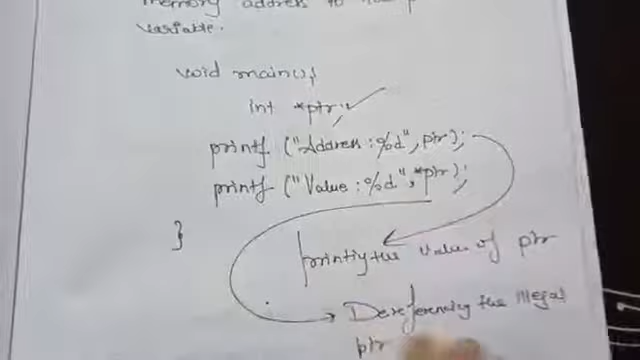 memory address to
variable.
void main()
int *ptr;
printf ("Address :%d", ptr);
printf ("Value :%d", *ptr);
}
printing the value of ptr
Dereferencing the illegal
ptr